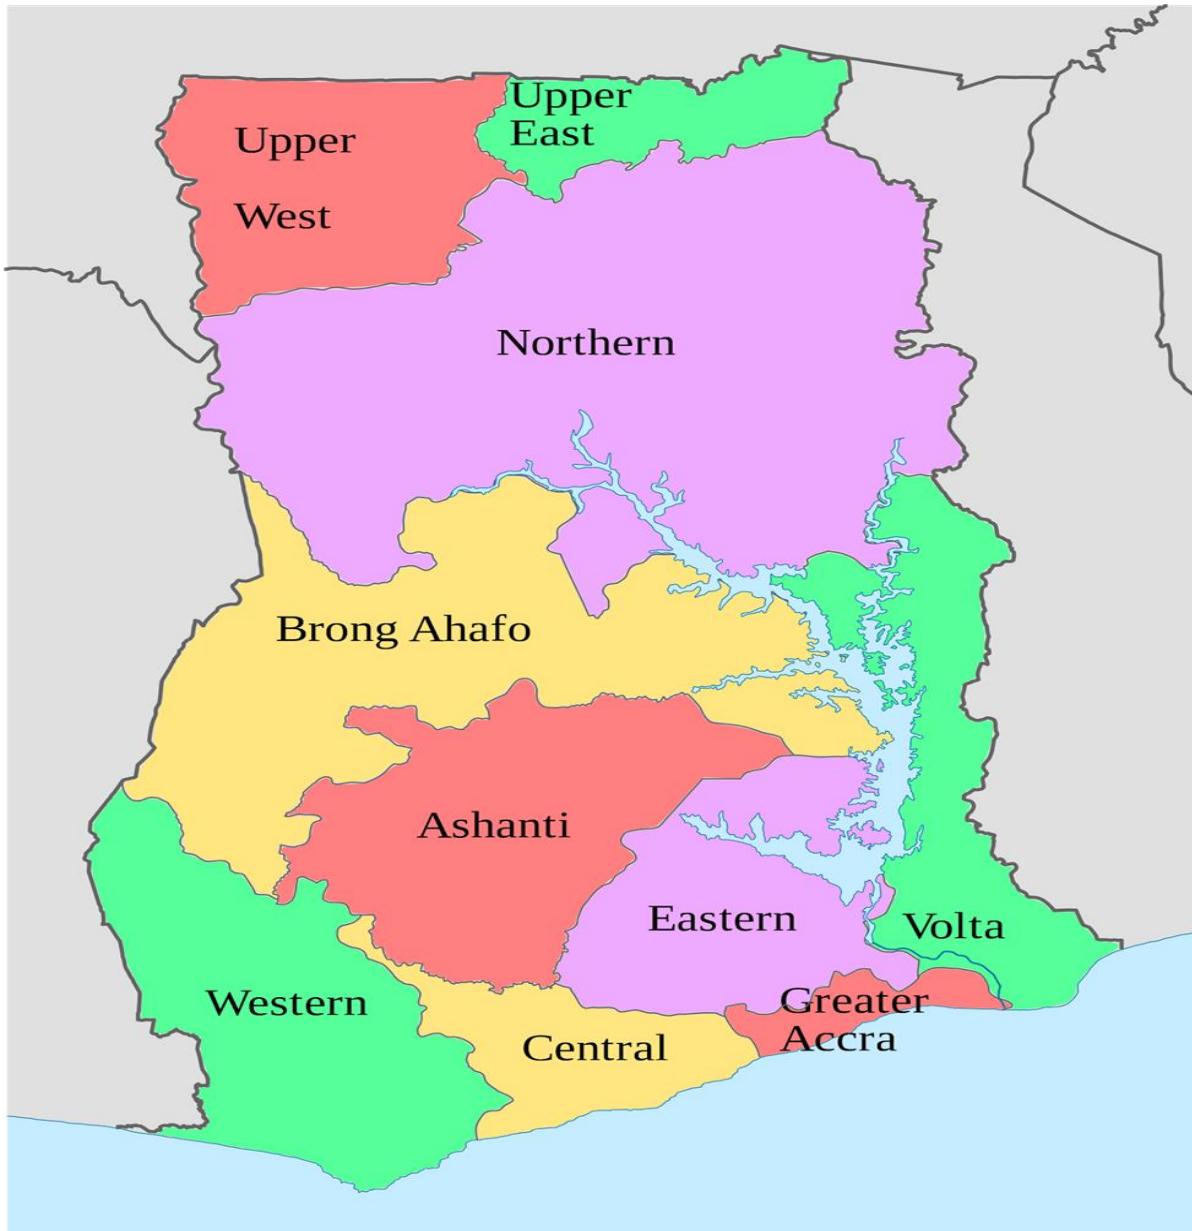 Upper
East
Upper
West
Northern
Brong Ahafo
Ashanti
Eastern
Volta
Western
Greater
Accra
Central